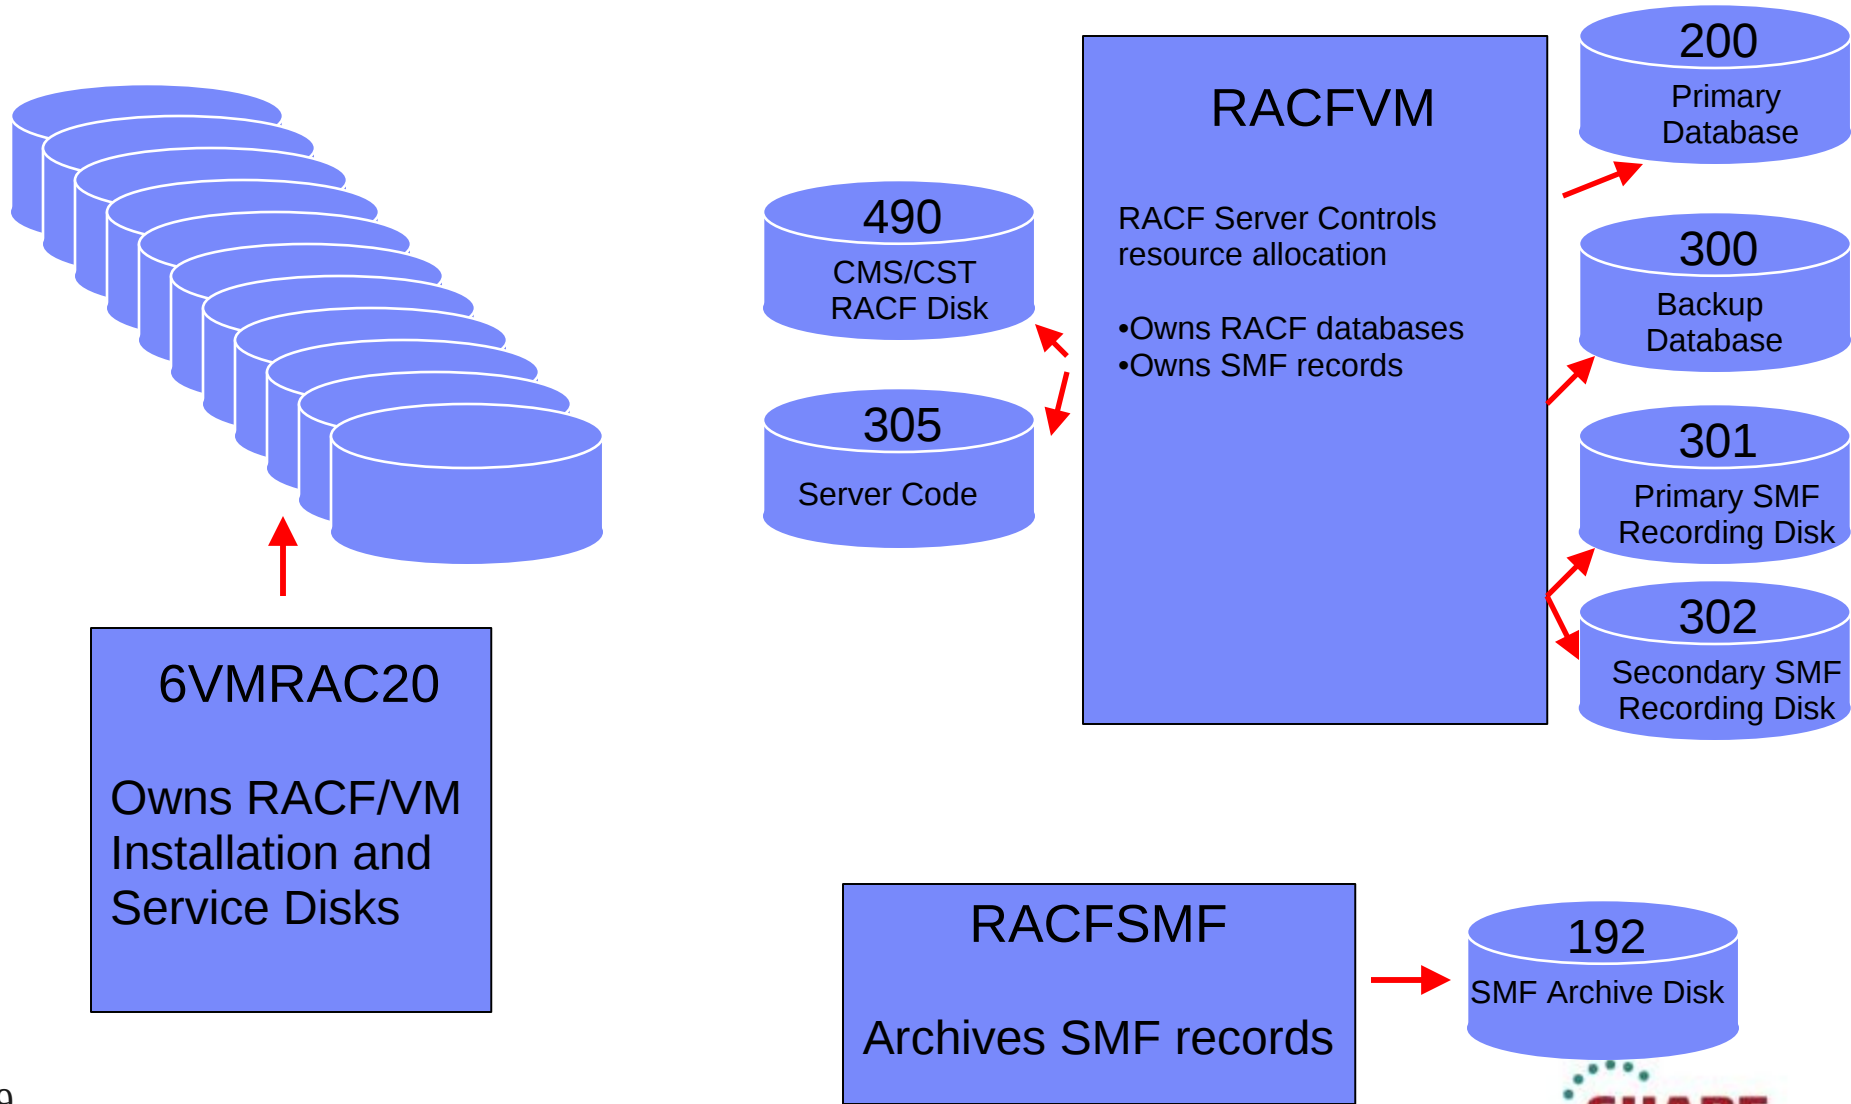 6VMRAC20
Owns RACF/VM
Installation and
Service Disks
490
CMS/CST
RACF Disk
305
Server Code
RACFVM
RACF Server Controls
resource allocation
•Owns RACF databases
•Owns SMF records
200
Primary
Database
300
Backup
Database
301
Primary SMF
Recording Disk
302
Secondary SMF
Recording Disk
RACFSMF
Archives SMF records
192
SMF Archive Disk
9